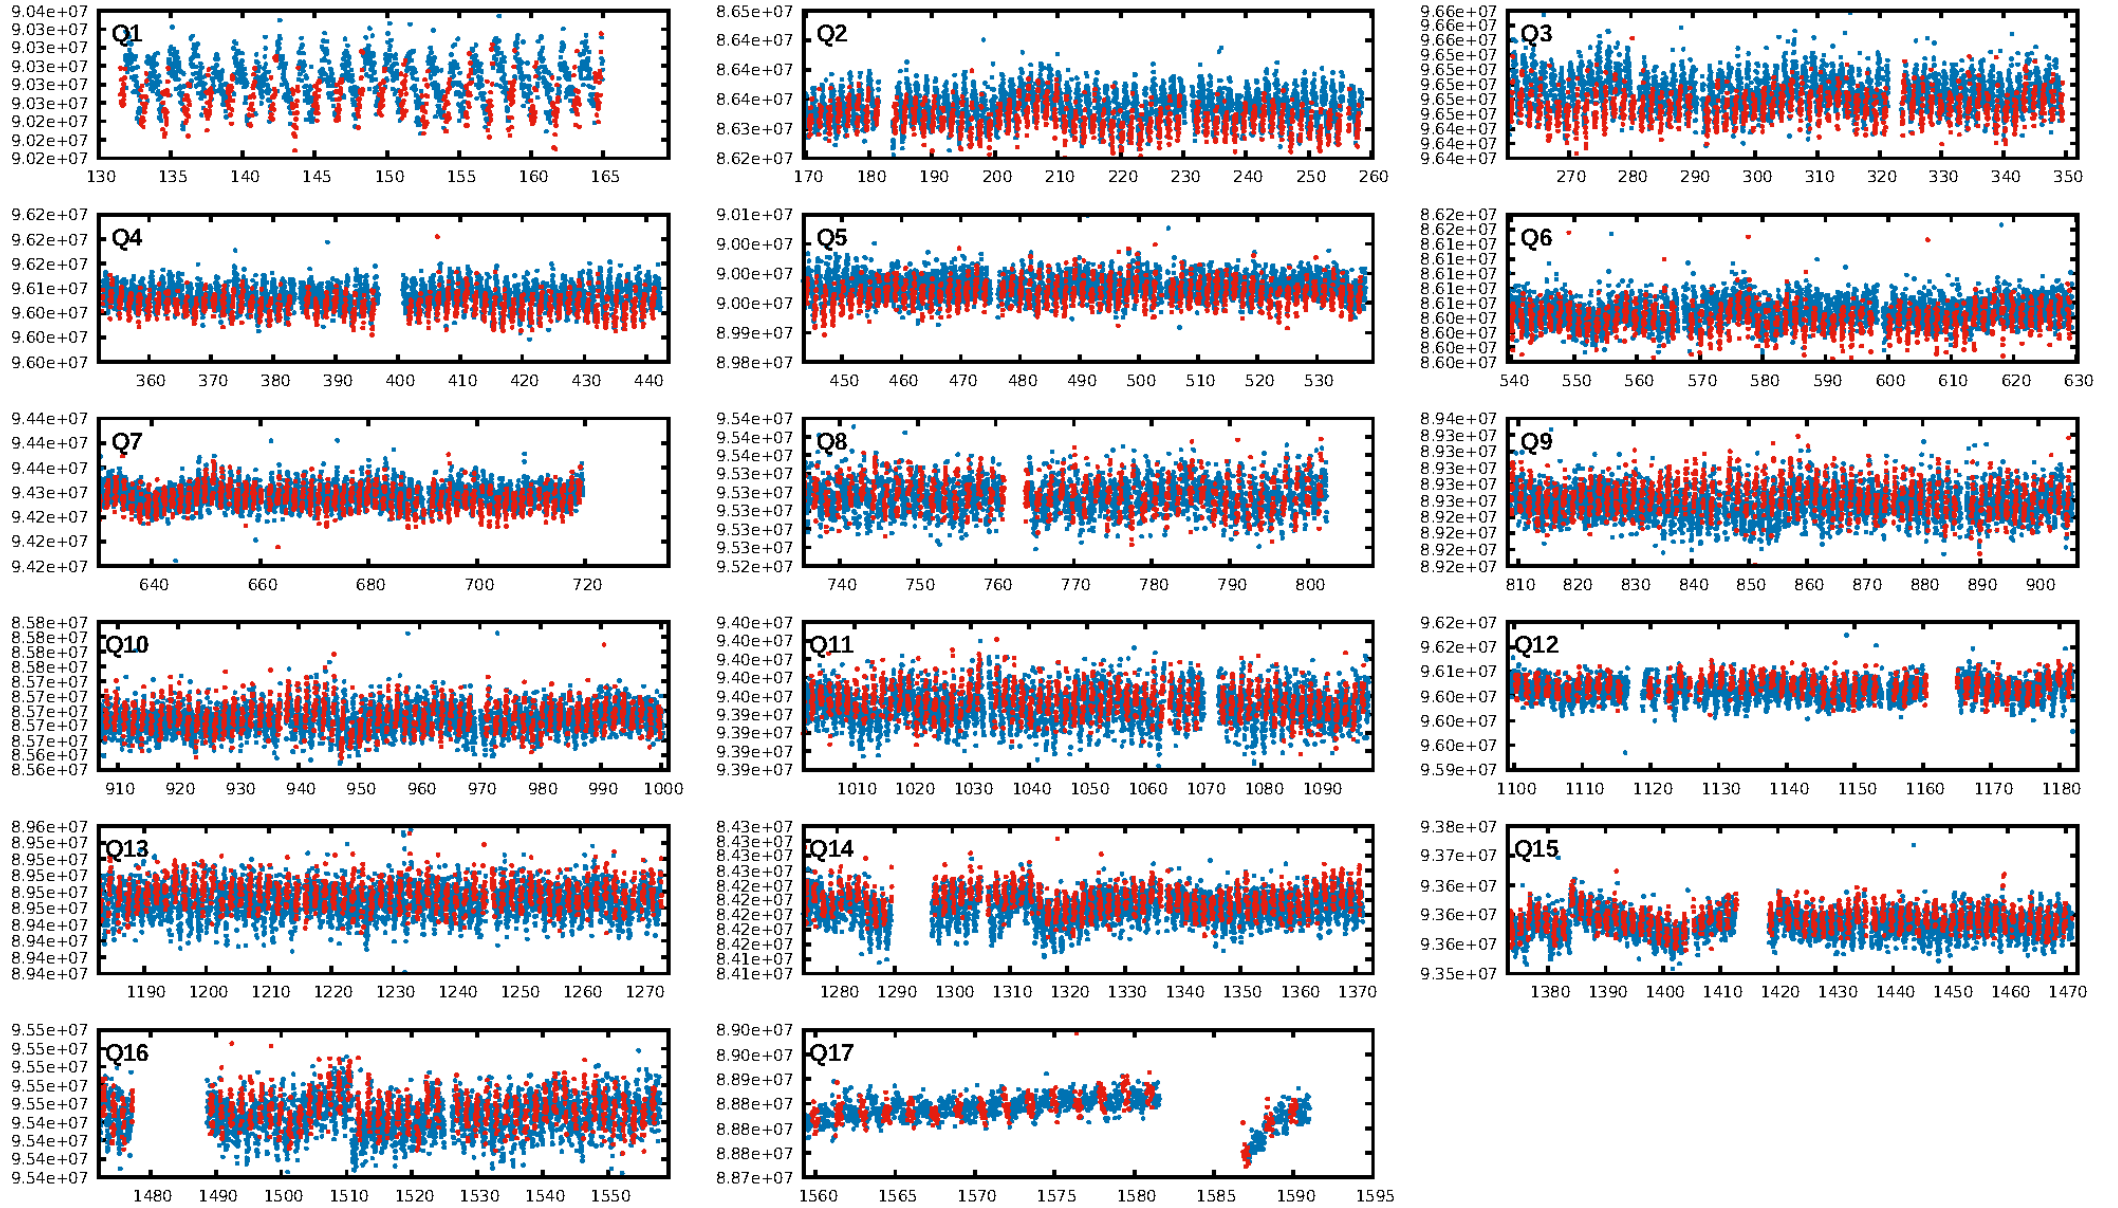 9.04e+07
9.03e+07
9.03e+07
9.03e+07
9.03e+07
9.03e+07
9.02e+07
9.02e+07
9.02e+07
Q1
130 135 140 145 150 155 160 165
8.65e+07
8.64e+07
8.64e+07
8.64e+07
8.63e+07
8.62e+07
Q2
170 180 190 200 210 220 230 240 250 260
9.66e+07
9.66e+07
9.66e+07
9.65e+07
9.65e+07
9.65e+07
9.65e+07
9.64e+07
9.64e+07
9.64e+07
9.64e+07
Q3
270 280 290 300 310 320 330 340 350
9.62e+07
9.62e+07
9.62e+07
9.61e+07
9.60e+07
9.60e+07
9.60e+07
Q4
360 370 380 390 400 410 420 430 440
9.01e+07
9.00e+07
9.00e+07
9.00e+07
8.99e+07
8.98e+07
Q5
450 460 470 480 490 500 510 520 530
8.62e+07
8.62e+07
8.61e+07
8.61e+07
8.61e+07
8.61e+07
8.61e+07
8.60e+07
8.60e+07
8.60e+07
8.60e+07
Q6
540 550 560 570 580 590 600 610 620 630
9.44e+07
9.44e+07
9.44e+07
9.43e+07
9.42e+07
9.42e+07
9.42e+07
Q7
640 660 680 700 720
9.54e+07
9.54e+07
9.54e+07
9.53e+07
9.53e+07
9.53e+07
9.53e+07
9.53e+07
9.52e+07
Q8
740 750 760 770 780 790 800
8.94e+07
8.93e+07
8.93e+07
8.93e+07
8.93e+07
8.93e+07
8.92e+07
8.92e+07
8.92e+07
8.92e+07
Q9
810 820 830 840 850 860 870 880 890 900
8.58e+07
8.58e+07
8.58e+07
8.58e+07
8.57e+07
8.57e+07
8.57e+07
8.57e+07
8.57e+07
8.56e+07
8.56e+07
Q10
910 920 930 940 950 960 970 980 990 1000
9.40e+07
9.40e+07
9.40e+07
9.40e+07
9.40e+07
9.39e+07
9.39e+07
9.39e+07
9.39e+07
Q11
1010 1020 1030 1040 1050 1060 1070 1080 1090
9.62e+07
9.62e+07
9.61e+07
9.60e+07
9.60e+07
9.60e+07
9.59e+07
Q12
1100 1110 1120 1130 1140 1150 1160 1170 1180
8.96e+07
8.95e+07
8.95e+07
8.95e+07
8.95e+07
8.95e+07
8.94e+07
8.94e+07
8.94e+07
8.94e+07
Q13
1190 1200 1210 1220 1230 1240 1250 1260 1270
8.43e+07
8.43e+07
8.43e+07
8.43e+07
8.42e+07
8.42e+07
8.42e+07
8.42e+07
8.42e+07
8.41e+07
8.41e+07
Q14
1280 1290 1300 1310 1320 1330 1340 1350 1360 1370
9.38e+07
9.37e+07
9.36e+07
9.36e+07
9.36e+07
9.35e+07
Q15
1380 1390 1400 1410 1420 1430 1440 1450 1460 1470
9.55e+07
9.55e+07
9.55e+07
9.55e+07
9.55e+07
9.54e+07
9.54e+07
9.54e+07
9.54e+07
Q16
1480 1490 1500 1510 1520 1530 1540 1550
8.90e+07
8.90e+07
8.89e+07
8.88e+07
8.88e+07
8.88e+07
8.87e+07
Q17
1560 1565 1570 1575 1580 1585 1590 1595